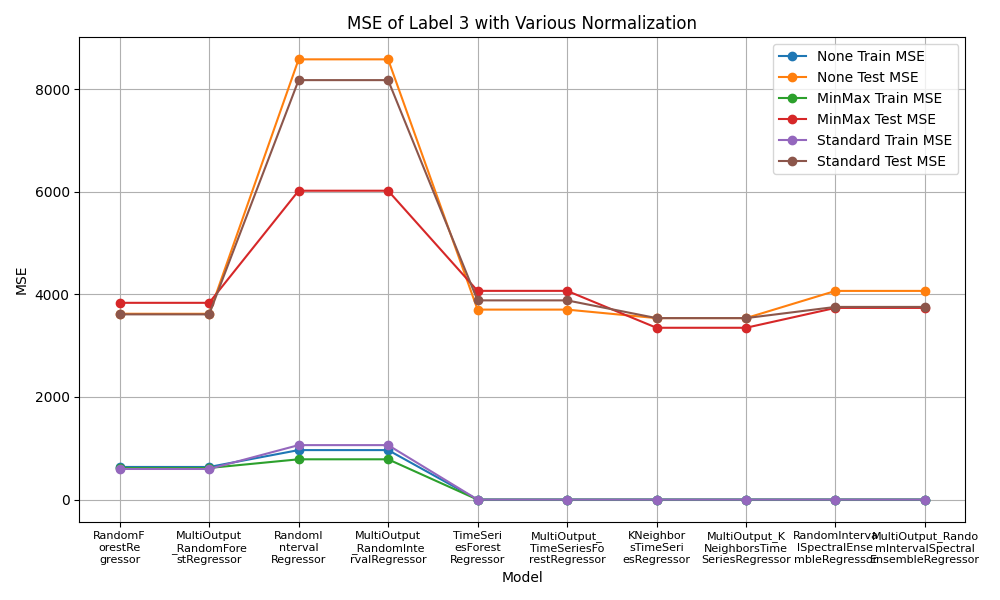 MSE of Label 3 with Various Normalization
None Train MSE
None Test MSE
MinMax Train MSE
MinMax Test MSE
Standard Train MSE
Standard Test MSE
MSE
8000
6000
4000
2000
0
RandomF
orestRe
gressor
MultiOutput
_RandomFore
stRegressor
RandomI
nterval
Regressor
MultiOutput
_RandomInte
rvalRegressor
TimeSeri
esForest
Regressor
MultiOutput_
TimeSeriesFo
restRegressor
KNeighbor
sTimeSeri
esRegressor
MultiOutput_K
NeighborsTime
SeriesRegressor
RandomInterva
lSpectralEnse
mbleRegressor
MultiOutput_Rando
mIntervalSpectral
EnsembleRegressor
Model